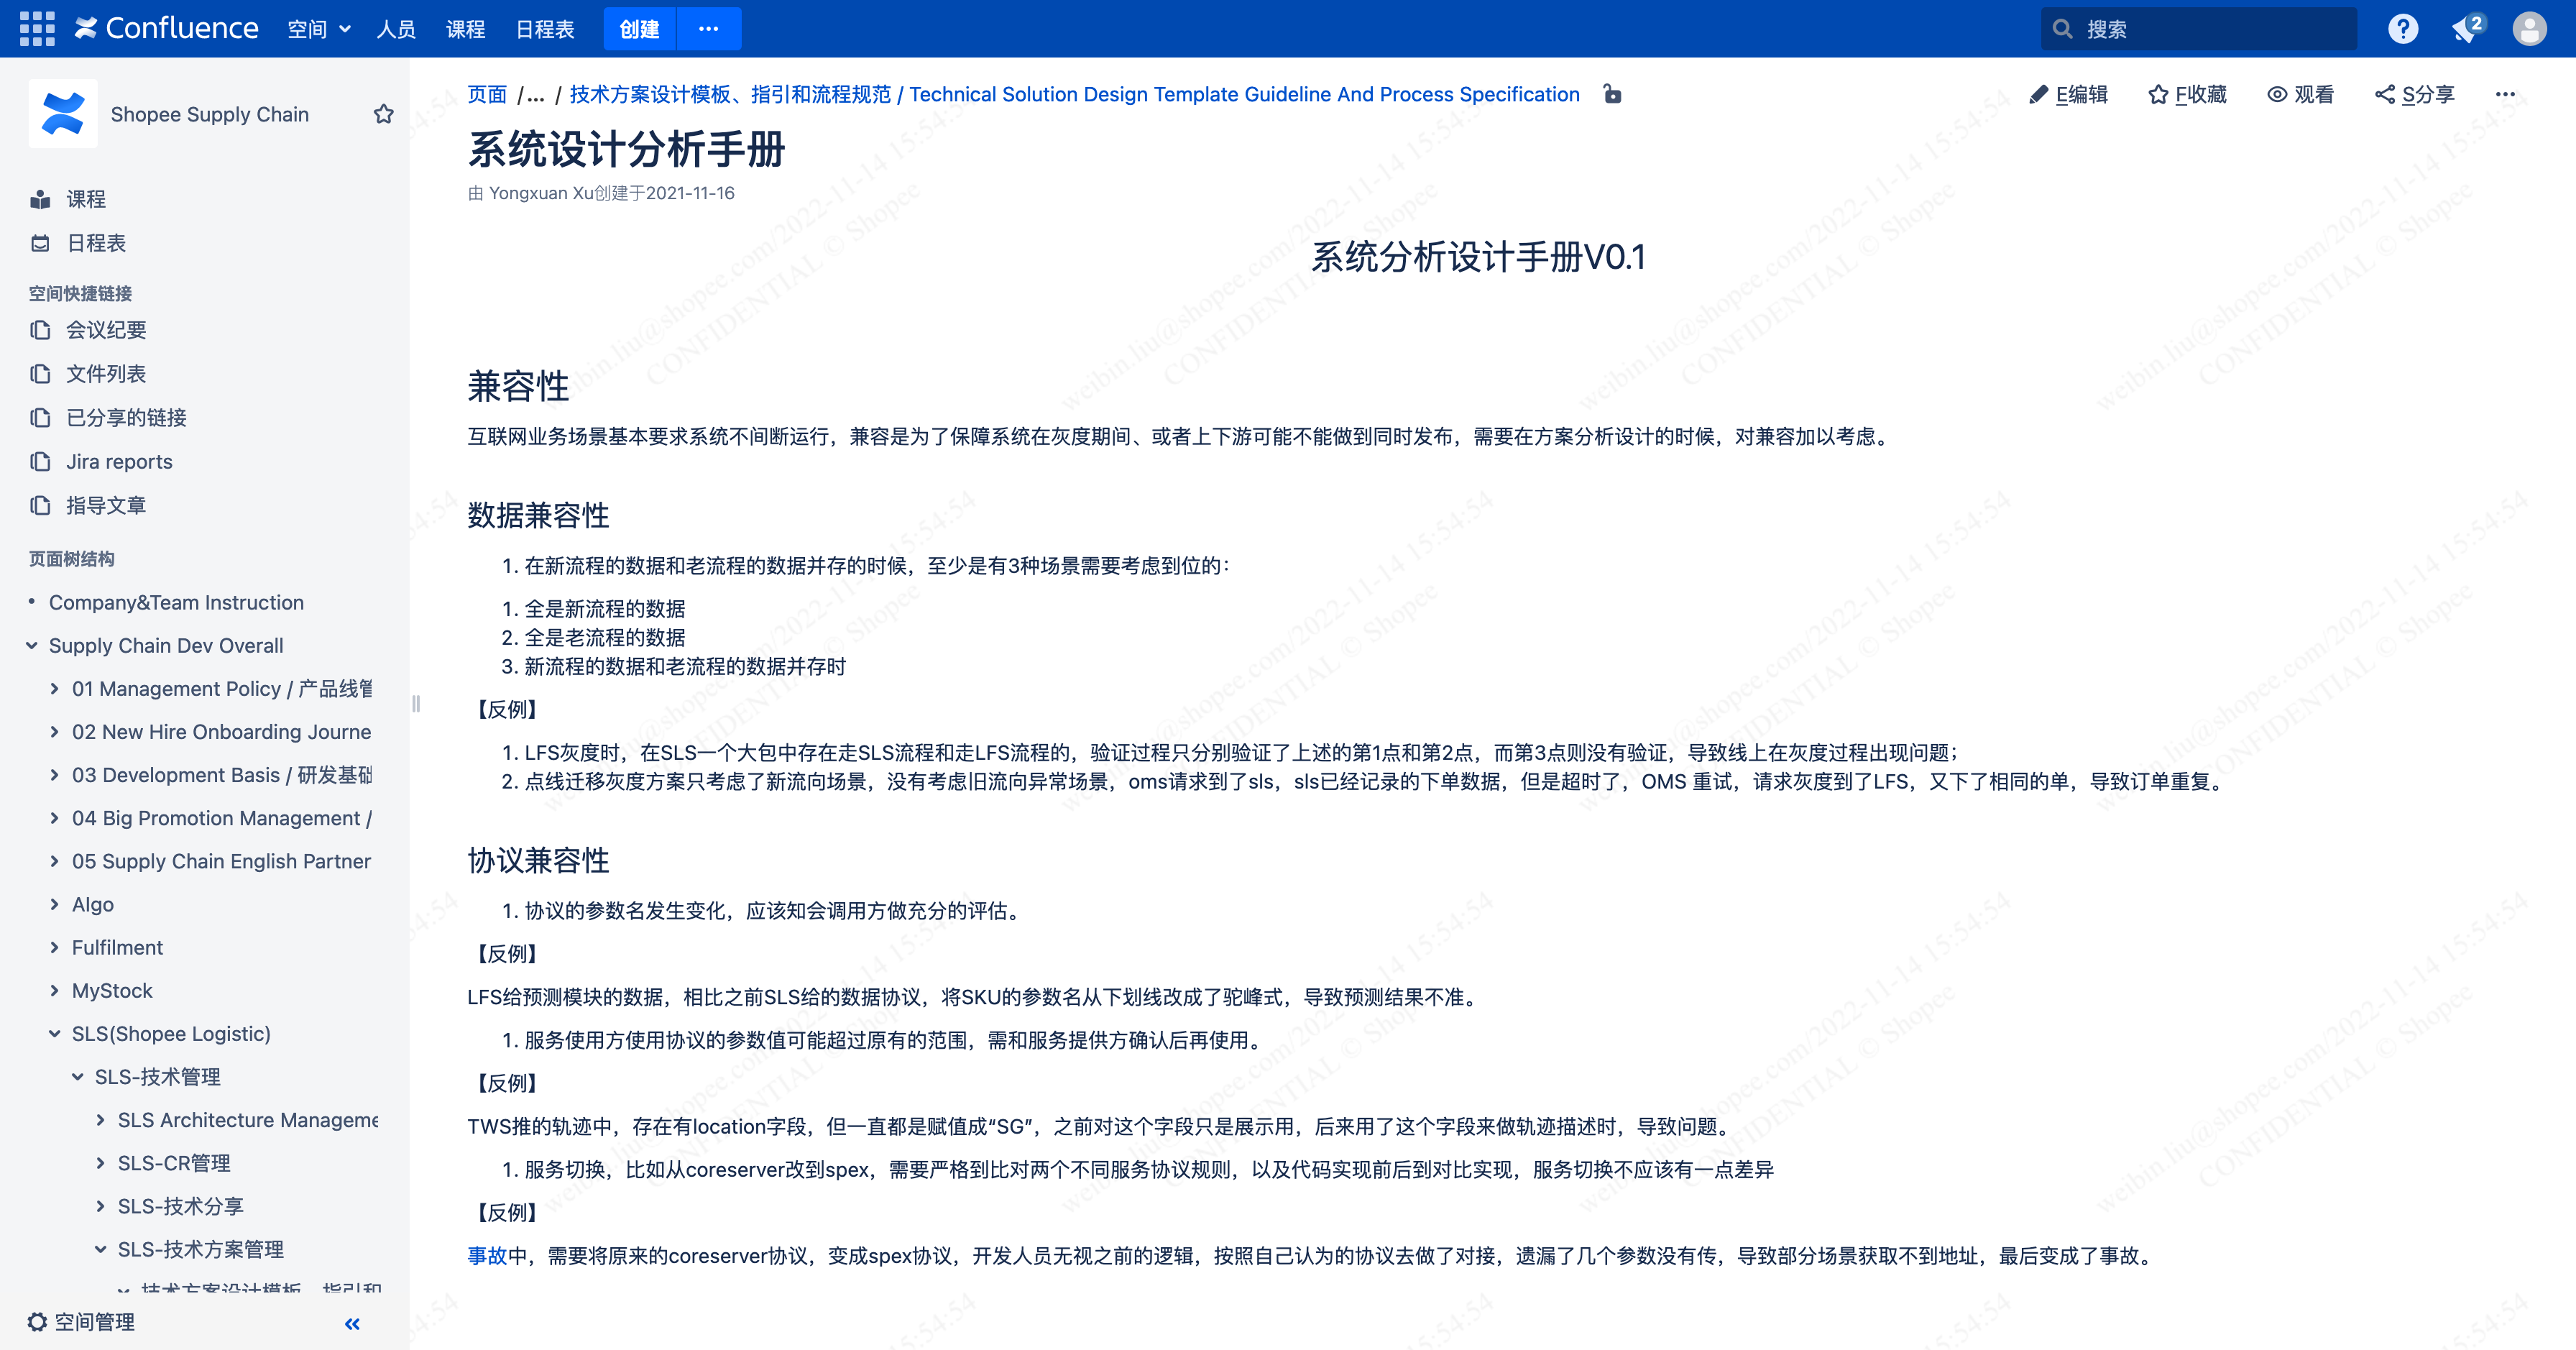 Confluence 空间 人员 课程 日程表 创建 ··· 搜索 2
Shopee Supply Chain
课程
日程表
空间快捷链接
会议纪要
文件列表
已分享的链接
Jira reports
指导文章
页面树结构
• Company&Team Instruction
Supply Chain Dev Overall
01 Management Policy / 产品线管
02 New Hire Onboarding Journe
03 Development Basis / 研发基础
04 Big Promotion Management /
05 Supply Chain English Partner
Algo
Fulfilment
MyStock
SLS(Shopee Logistic)
SLS-技术管理
SLS Architecture Manageme
SLS-CR管理
SLS-技术分享
SLS-技术方案管理
技术方案设计模板、指引和
空间管理
页面 /... / 技术方案设计模板、指引和流程规范 / Technical Solution Design Template Guideline And Process Specification
E编辑 F收藏 观看 S分享 ···
系统设计分析手册
由 Yongxuan Xu创建于2021-11-16
系统分析设计手册V0.1
兼容性
互联网业务场景基本要求系统不间断运行，兼容是为了保障系统在灰度期间、或者上下游可能不能做到同时发布，需要在方案分析设计的时候，对兼容加以考虑。
数据兼容性
1. 在新流程的数据和老流程的数据并存的时候，至少是有3种场景需要考虑到位的：
1. 全是新流程的数据
2. 全是老流程的数据
3. 新流程的数据和老流程的数据并存时
【反例】
1. LFS灰度时，在SLS一个大包中存在走SLS流程和走LFS流程的，验证过程只分别验证了上述的第1点和第2点，而第3点则没有验证，导致线上在灰度过程出现问题；
2. 点线迁移灰度方案只考虑了新流向场景，没有考虑旧流向异常场景，oms请求到了sls，sls已经记录的下单数据，但是超时了，OMS 重试，请求灰度到了LFS，又下了相同的单，导致订单重复。
协议兼容性
1. 协议的参数名发生变化，应该知会调用方做充分的评估。
【反例】
LFS给预测模块的数据，相比之前SLS给的数据协议，将SKU的参数名从下划线改成了驼峰式，导致预测结果不准。
1. 服务使用方使用协议的参数值可能超过原有的范围，需和服务提供方确认后再使用。
【反例】
TWS推的轨迹中，存在有location字段，但一直都是赋值成“SG”，之前对这个字段只是展示用，后来用了这个字段来做轨迹描述时，导致问题。
1. 服务切换，比如从coreserver改到spex，需要严格到比对两个不同服务协议规则，以及代码实现前后到对比实现，服务切换不应该有一点差异
【反例】
事故中，需要将原来的coreserver协议，变成spex协议，开发人员无视之前的逻辑，按照自己认为的协议去做了对接，遗漏了几个参数没有传，导致部分场景获取不到地址，最后变成了事故。
weibin.liu@shopee.com/2022-11-14 15:54:54
CONFIDENTIAL © Shopee